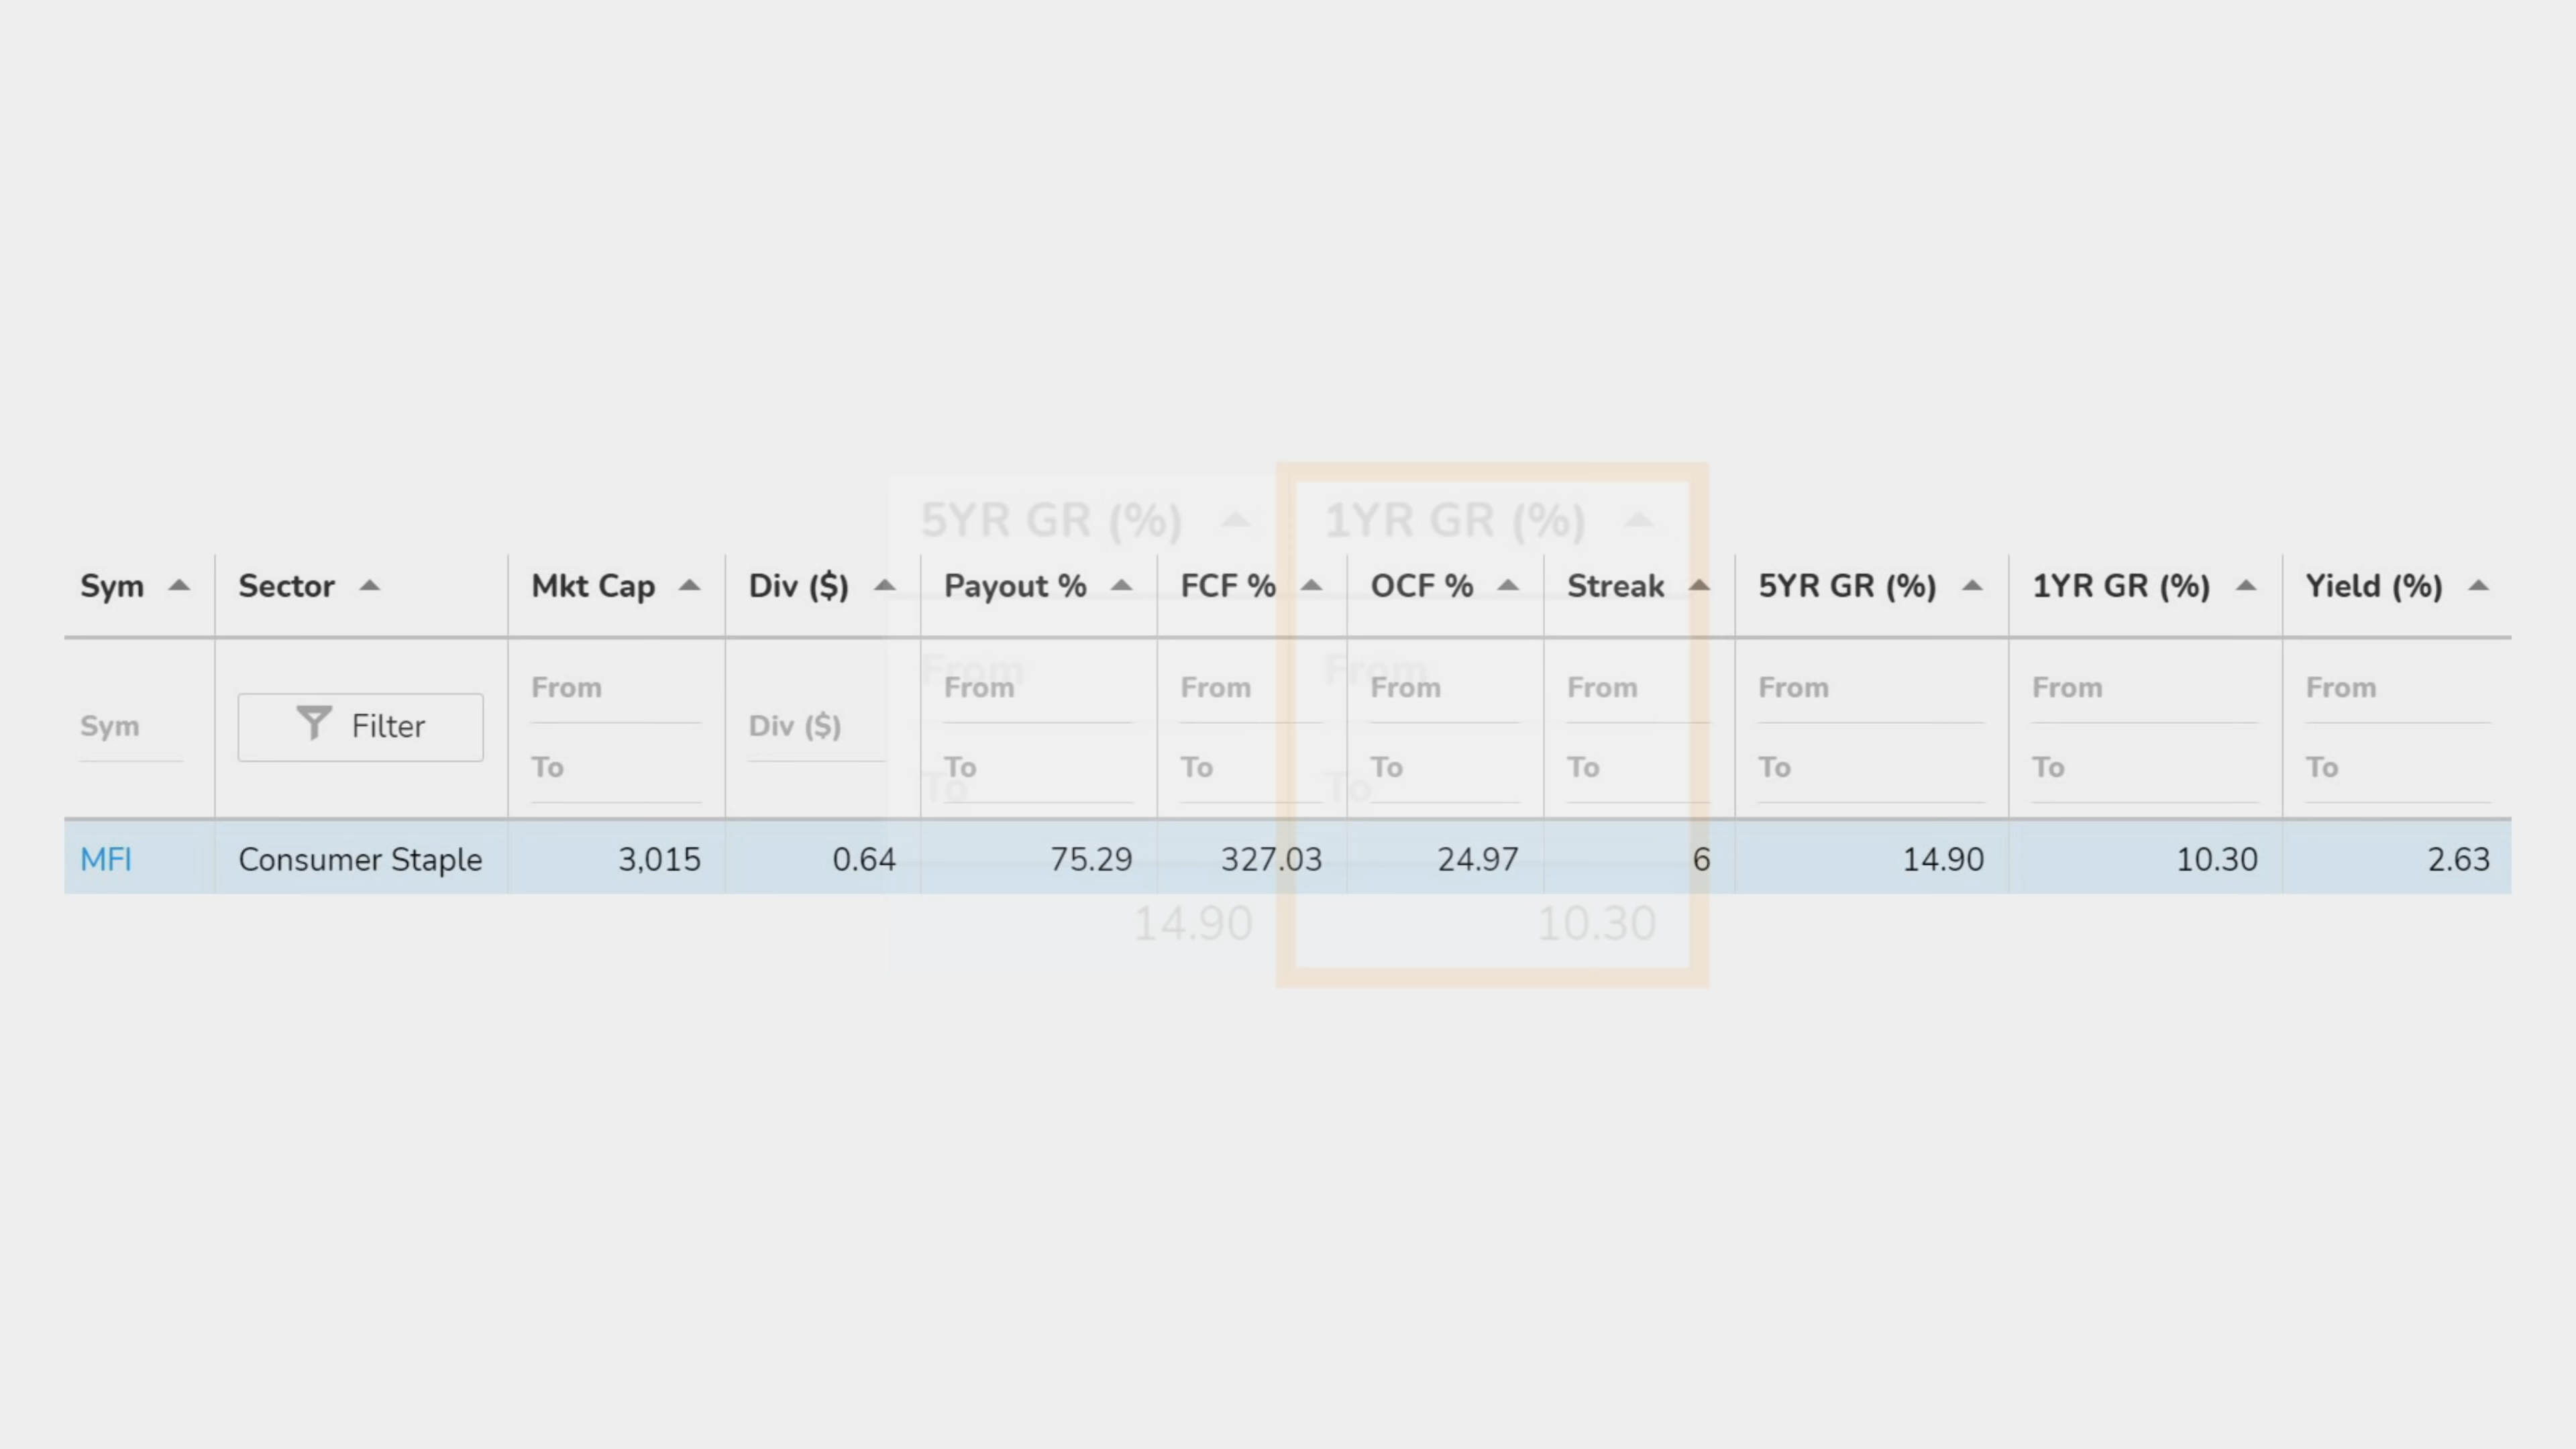 5YR GR (%) 1YR GR (%)
Sym Sector Mkt Cap Div ($) Payout % FCF % OCF % Streak 5YR GR (%) 1YR GR (%) Yield (%)
From From
From From From From From From From From
Sym Filter Div ($)
To To To To To To To To
To To
MFI Consumer Staple 3,015 0.64 75.29 327.03 24.97 6 14.90 10.30 2.63
14.90 10.30